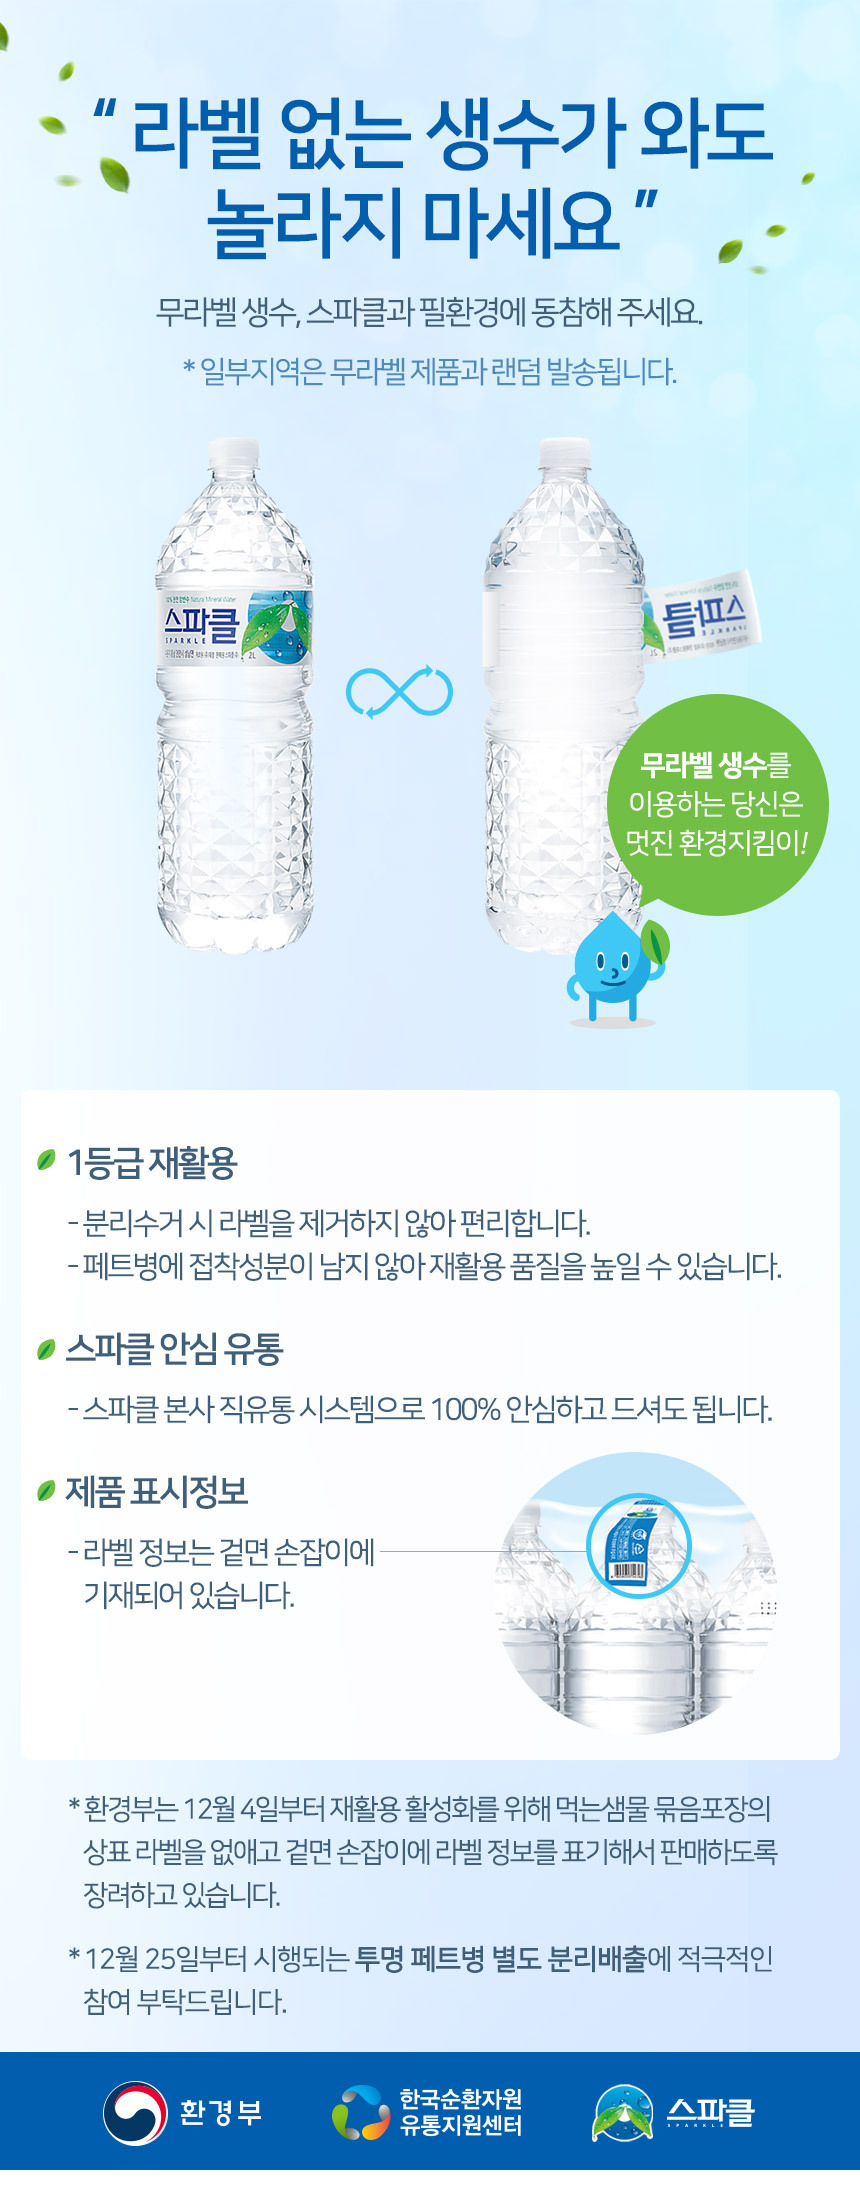 “ 라벨 없는 생수가 와도
놀라지 마세요 ”
무라벨 생수, 스파클과 필환경에 동참해 주세요.
* 일부지역은 무라벨 제품과 랜덤 발송됩니다.
100% 천연 암반수 Natural Mineral Water
스파클
SPARKLE
2L
스파클
SPARKLE
2L
무라벨 생수를
이용하는 당신은
멋진 환경지킴이!
1등급 재활용
- 분리수거 시 라벨을 제거하지 않아 편리합니다.
- 페트병에 접착성분이 남지 않아 재활용 품질을 높일 수 있습니다.
스파클 안심 유통
- 스파클 본사 직유통 시스템으로 100% 안심하고 드셔도 됩니다.
제품 표시정보
- 라벨 정보는 겉면 손잡이에
기재되어 있습니다.
* 환경부는 12월 4일부터 재활용 활성화를 위해 먹는샘물 묶음포장의
상표 라벨을 없애고 겉면 손잡이에 라벨 정보를 표기해서 판매하도록
장려하고 있습니다.
* 12월 25일부터 시행되는 투명 페트병 별도 분리배출에 적극적인
참여 부탁드립니다.
환경부
한국순환자원
유통지원센터
스파클
SPARKLE